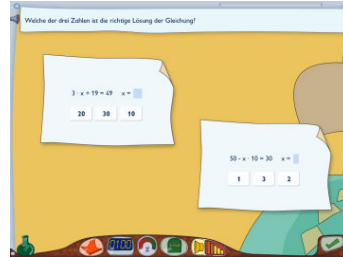 Welche der drei Zahlen ist die richtige Lösung der Gleichung?
3 · x + 19 = 49 x =
20 30 10
50 - x · 10 = 30 x =
1 3 2
0100